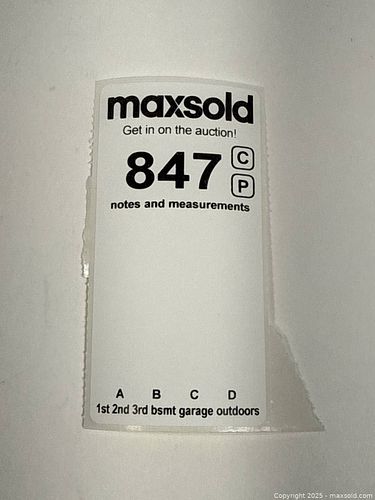 maxsold
Get in on the auction!
847 C
P
notes and measurements
A B C D
1st 2nd 3rd bsmt garage outdoors
Copyright 2025 - maxsold.com